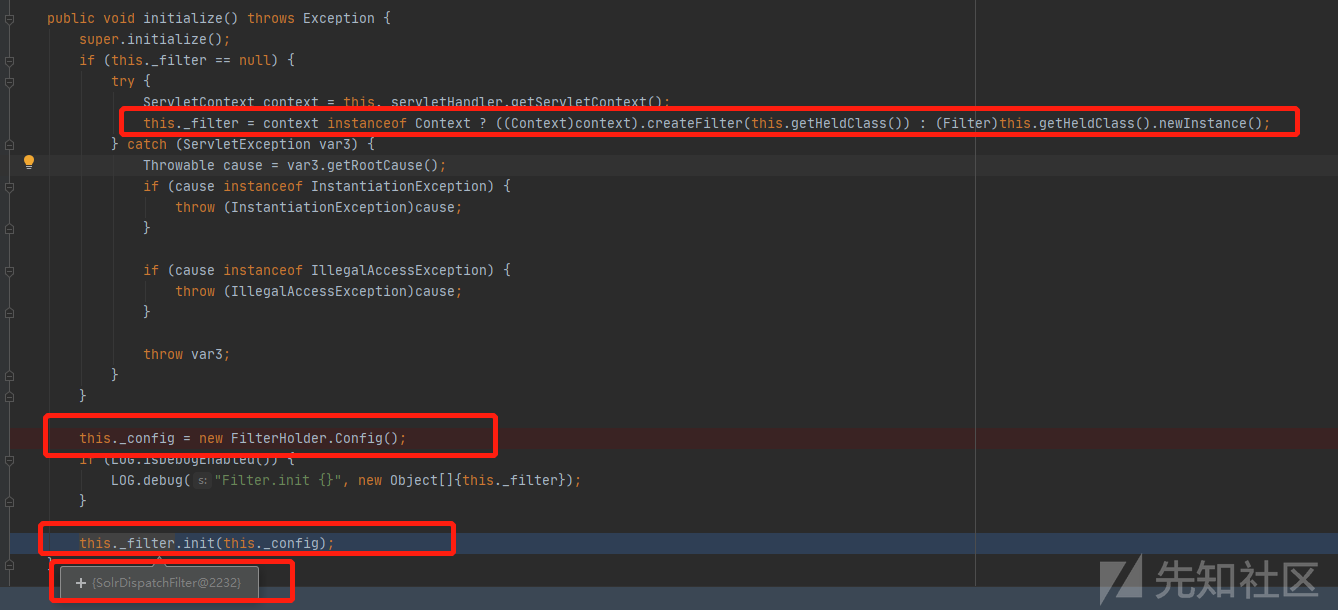 public void initialize() throws Exception {
super.initialize();
if (this._filter == null) {
try {
ServletContext context = this._servletHandler.getServletContext();
this._filter = context instanceof Context ? ((Context)context).createFilter(this.getHeldClass()) : (Filter)this.getHeldClass().newInstance();
} catch (ServletException var3) {
Throwable cause = var3.getRootCause();
if (cause instanceof InstantiationException) {
throw (InstantiationException)cause;
}
if (cause instanceof IllegalAccessException) {
throw (IllegalAccessException)cause;
}
throw var3;
}
}
this._config = new FilterHolder.Config();
if (LOG.isDebugEnabled()) {
LOG.debug( s: "Filter.init {}", new Object[]{this._filter});
}
this._filter.init(this._config);
}
+ {SolrDispatchFilter@2232}
先知社区